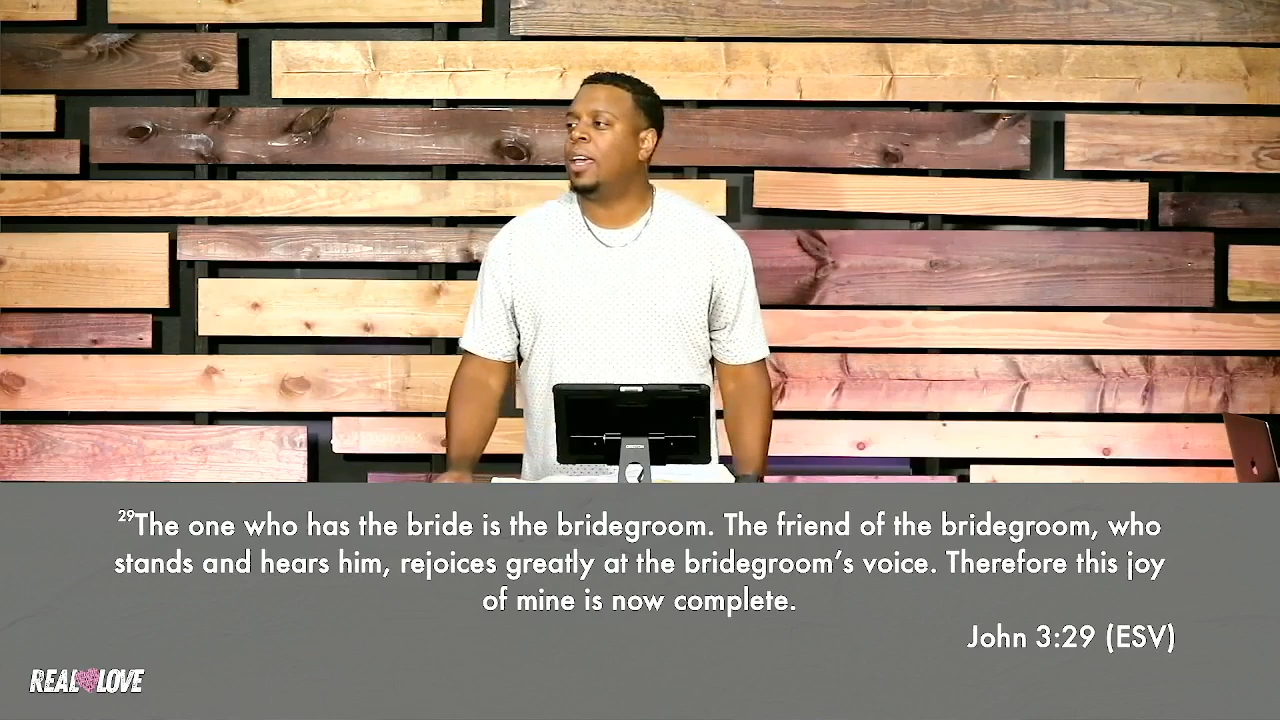 ²⁹The one who has the bride is the bridegroom. The friend of the bridegroom, who
stands and hears him, rejoices greatly at the bridegroom’s voice. Therefore this joy
of mine is now complete.
John 3:29 (ESV)
REAL LOVE